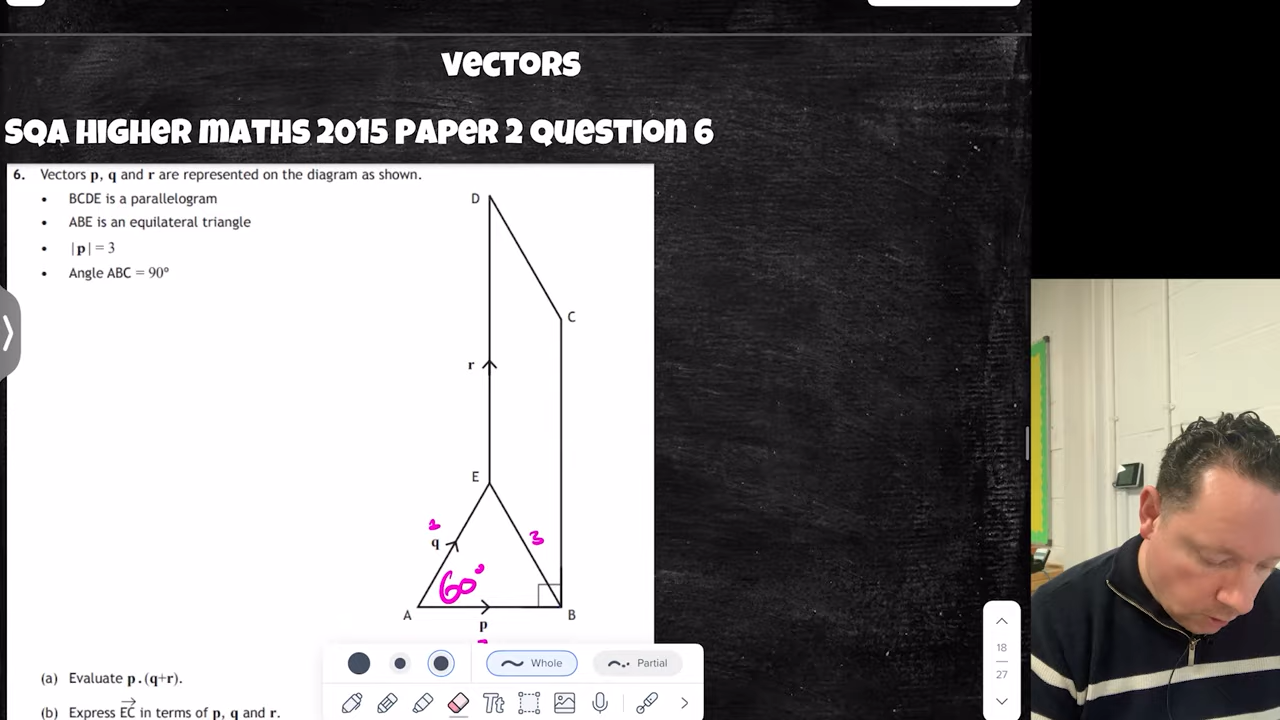 VECTORS
SQA HIGHER MATHS 2015 PAPER 2 QUESTION 6
6. Vectors p, q and r are represented on the diagram as shown.
• BCDE is a parallelogram
• ABE is an equilateral triangle
• |p| = 3
• Angle ABC = 90°
D
C
r
E
q
3
60°
A
B
p
Whole
Partial
Tt
18
27
(a) Evaluate p.(q+r).
(b) Express EC in terms of p, q and r.